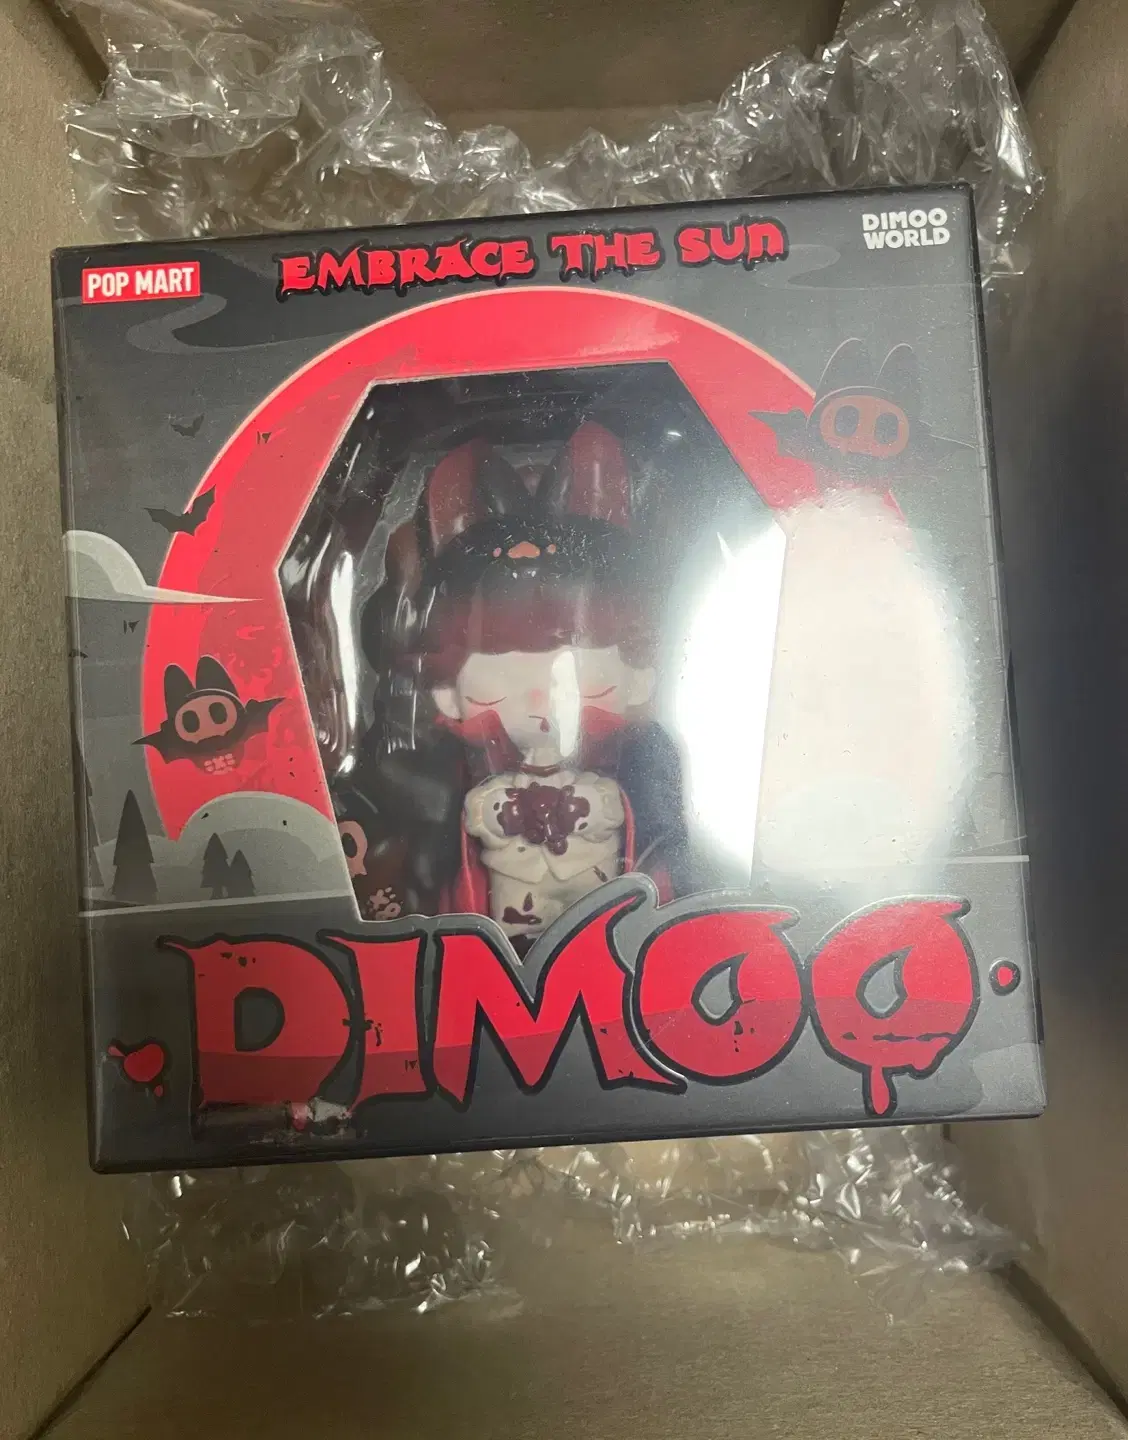 EMBRACE THE SUN
DIMOO
WORLD
POP MART
DIMOO